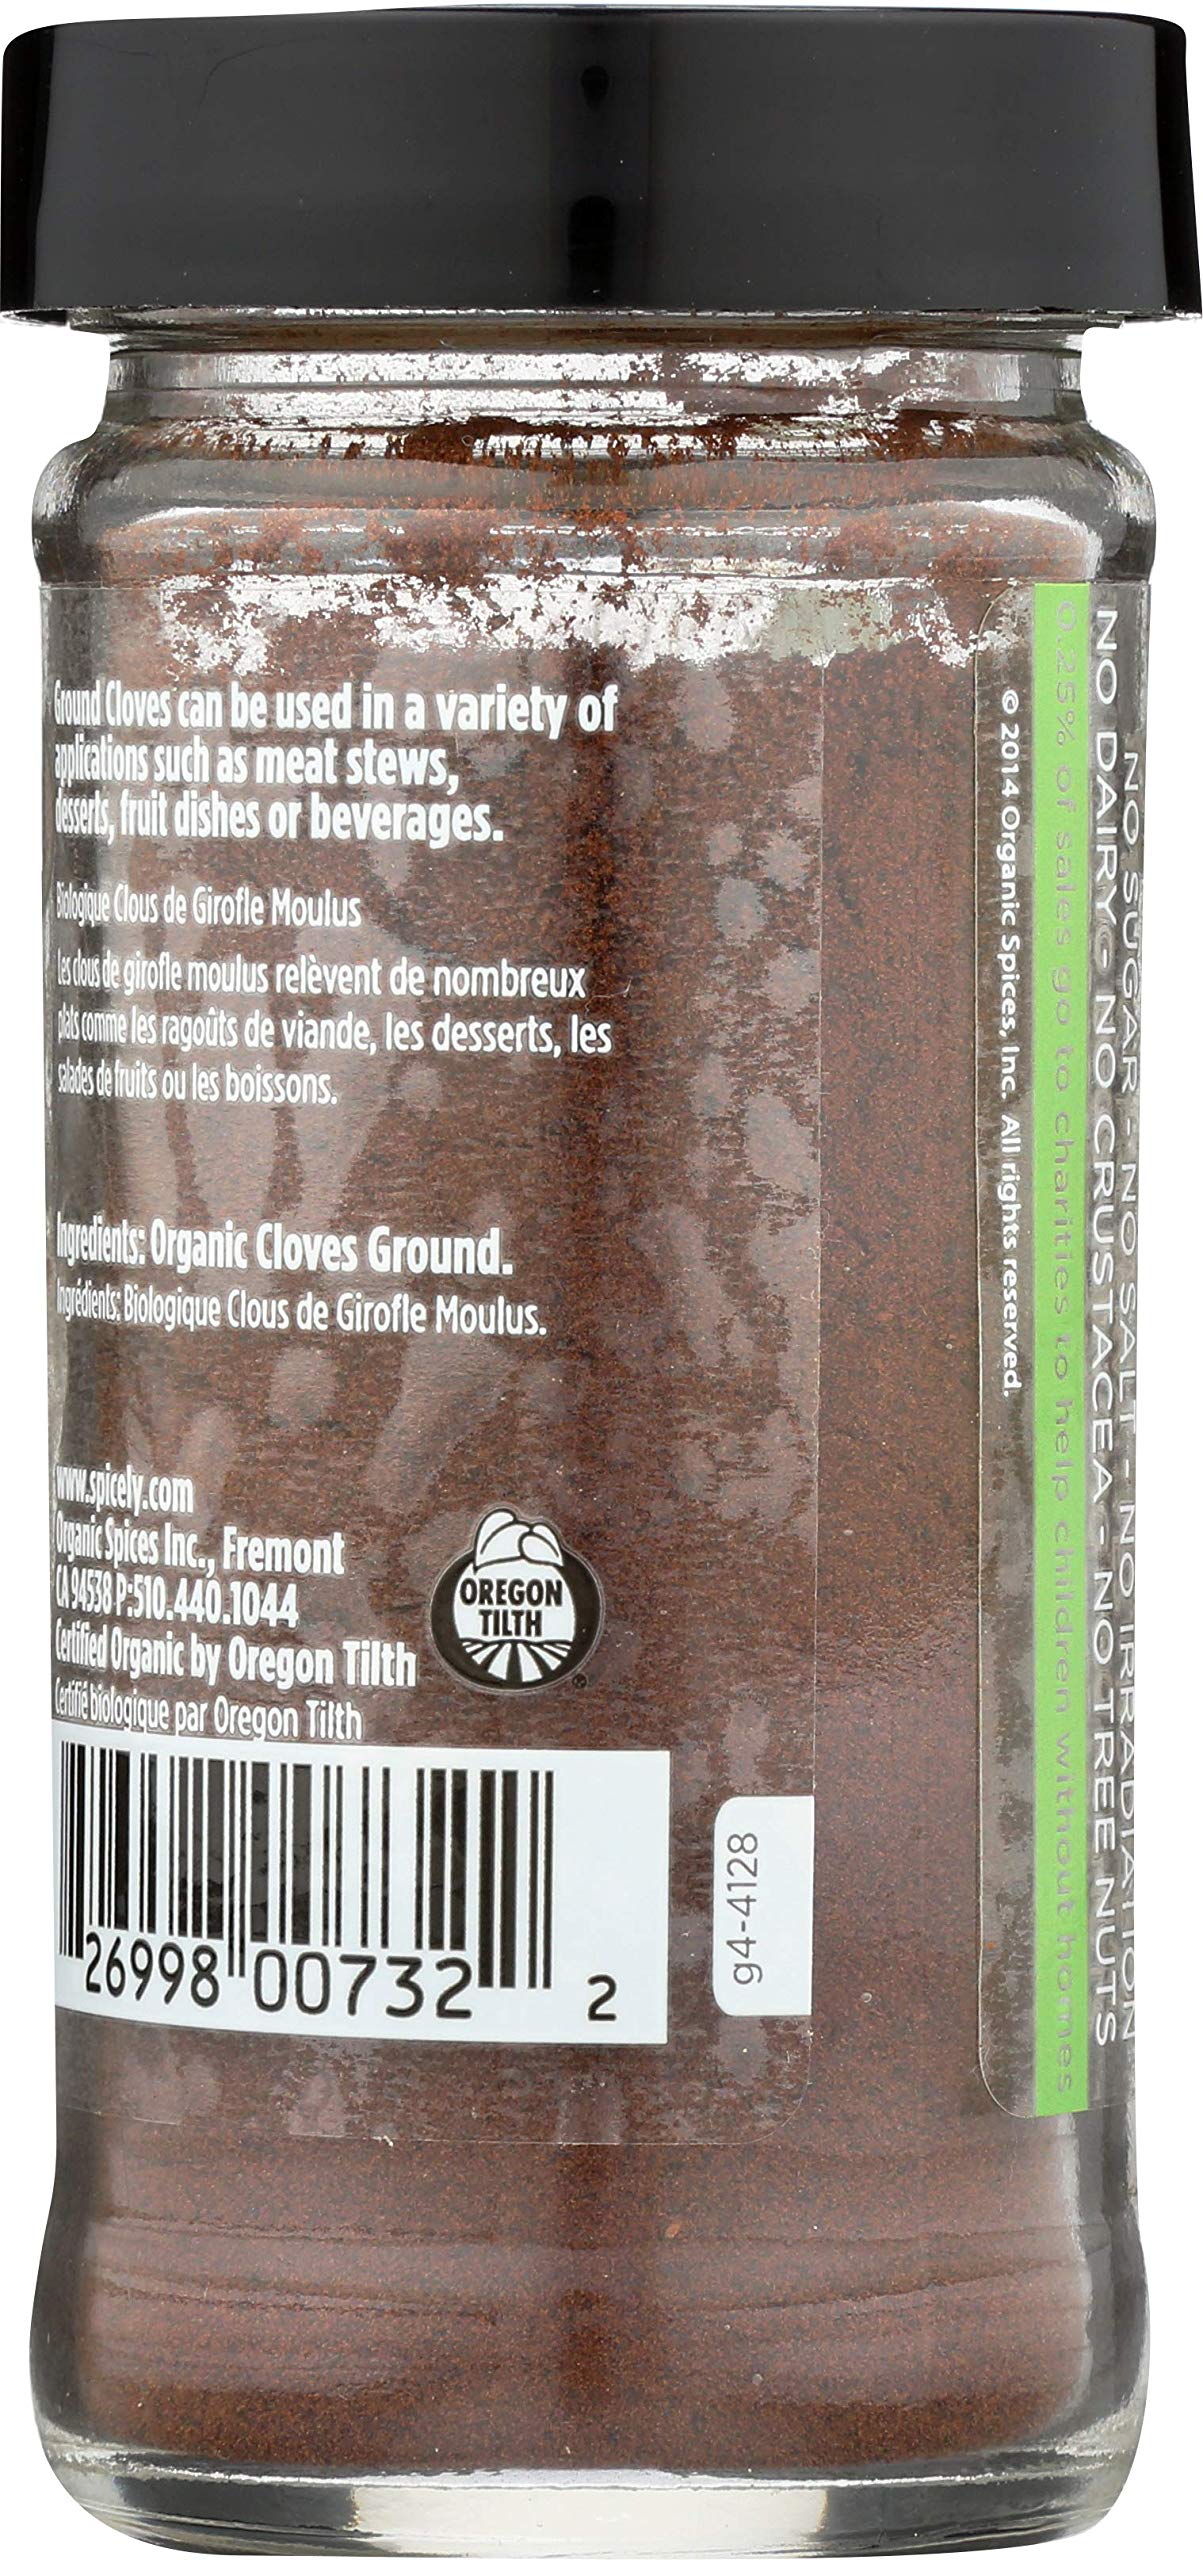 Ground Cloves can be used in a variety of
applications such as meat stews,
desserts, fruit dishes or beverages.
Biologique Clous de Girofle Moulus
Les clous de girofle moulus relèvent de nombreux
plats comme les ragoûts de viande, les desserts, les
salades de fruits ou les boissons.
Ingredients: Organic Cloves Ground.
Ingrédients: Biologique Clous de Girofle Moulus.
www.spicely.com
Organic Spices Inc., Fremont
CA 94538 P:510.440.1044
Certified Organic by Oregon Tilth
Certifié biologique par Oregon Tilth
OREGON
TILTH
26998 00732 2
g4-4128
NO SUGAR - NO SALT - NO IRRADIATION
NO DAIRY - NO CRUSTACEA - NO TREE NUTS
0.25% of sales go to charities to help children without homes
© 2014 Organic Spices, Inc. All rights reserved.